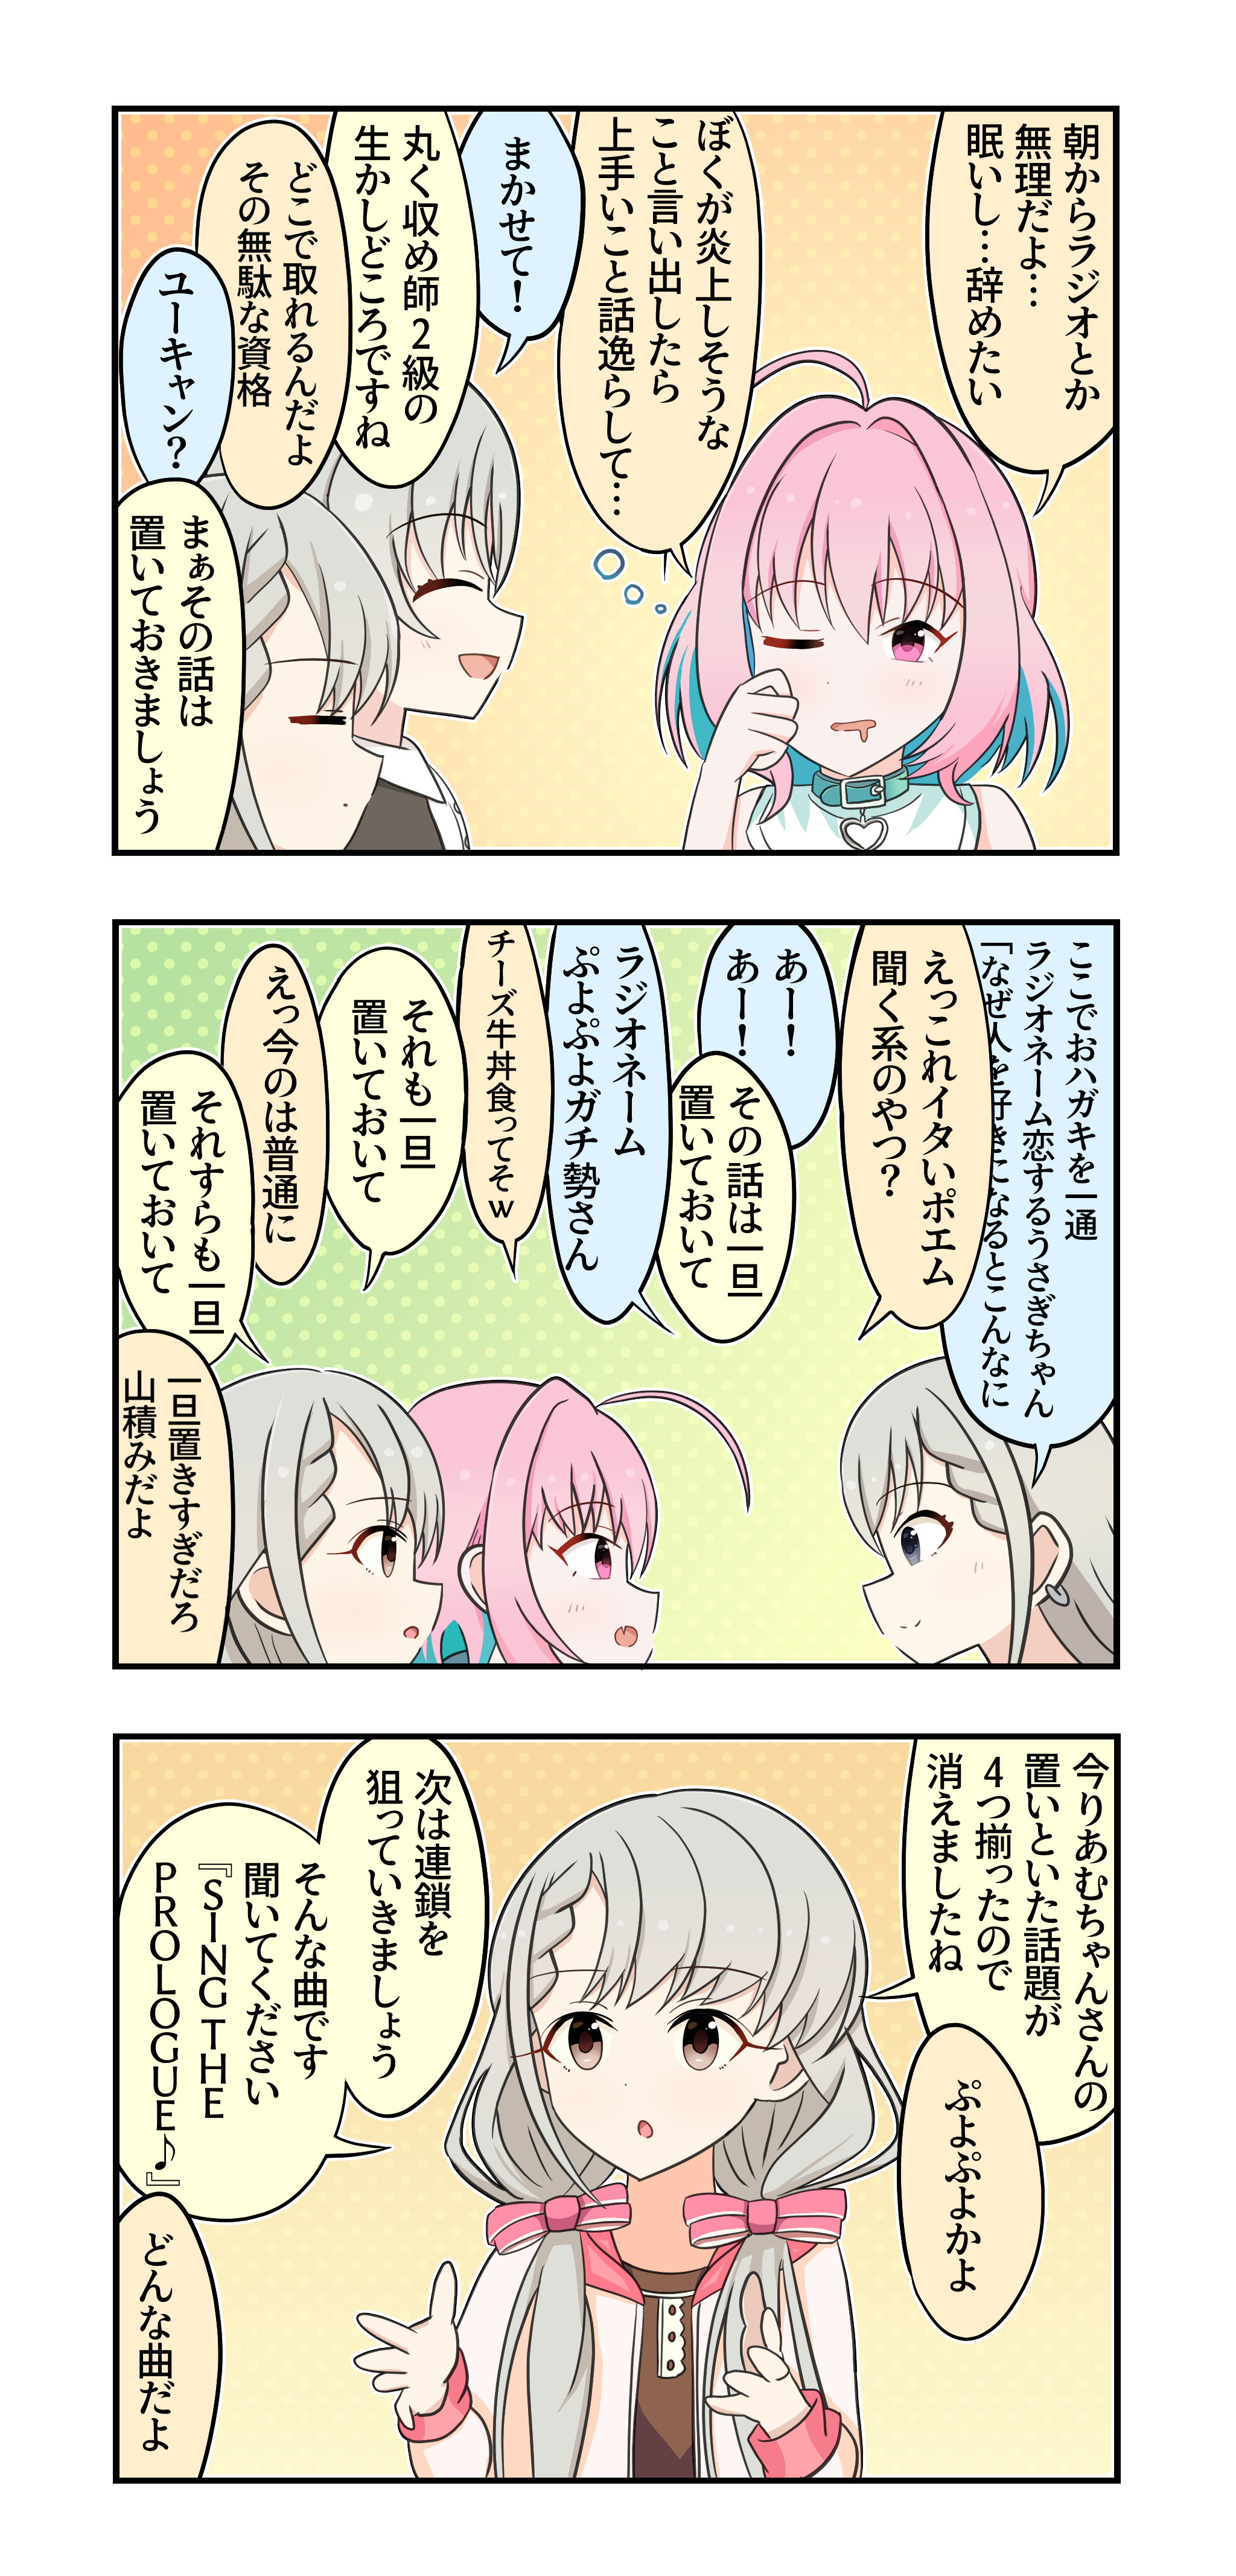 朝からラジオとか
無理だよ…
眠いし…辞めたい
ぼくが炎上しそうな
こと言い出したら
上手いこと話逸らして…
まかせて！
丸く収め師2級の
生かしどころですね
どこで取れるんだよ
その無駄な資格
ユーキャン？
まぁその話は
置いておきましょう
ここでおハガキを一通
ラジオネーム恋するうさぎちゃん
「なぜ人を好きになるとこんなに
えっこれイタいポエム
聞く系のやつ？
あー！
あー！
その話は一旦
置いておいて
ラジオネーム
ぷよぷよガチ勢さん
チーズ牛丼食ってそw
それも一旦
置いておいて
えっ今のは普通に
それすらも一旦
置いておいて
一旦置きすぎだろ
山積みだよ
今りあむちゃんさんの
置いといた話題が
4つ揃ったので
消えましたね
ぷよぷよかよ
次は連鎖を
狙っていきましょう
そんな曲です
聞いてください
『SING THE
PROLOGUE♪』
どんな曲だよ